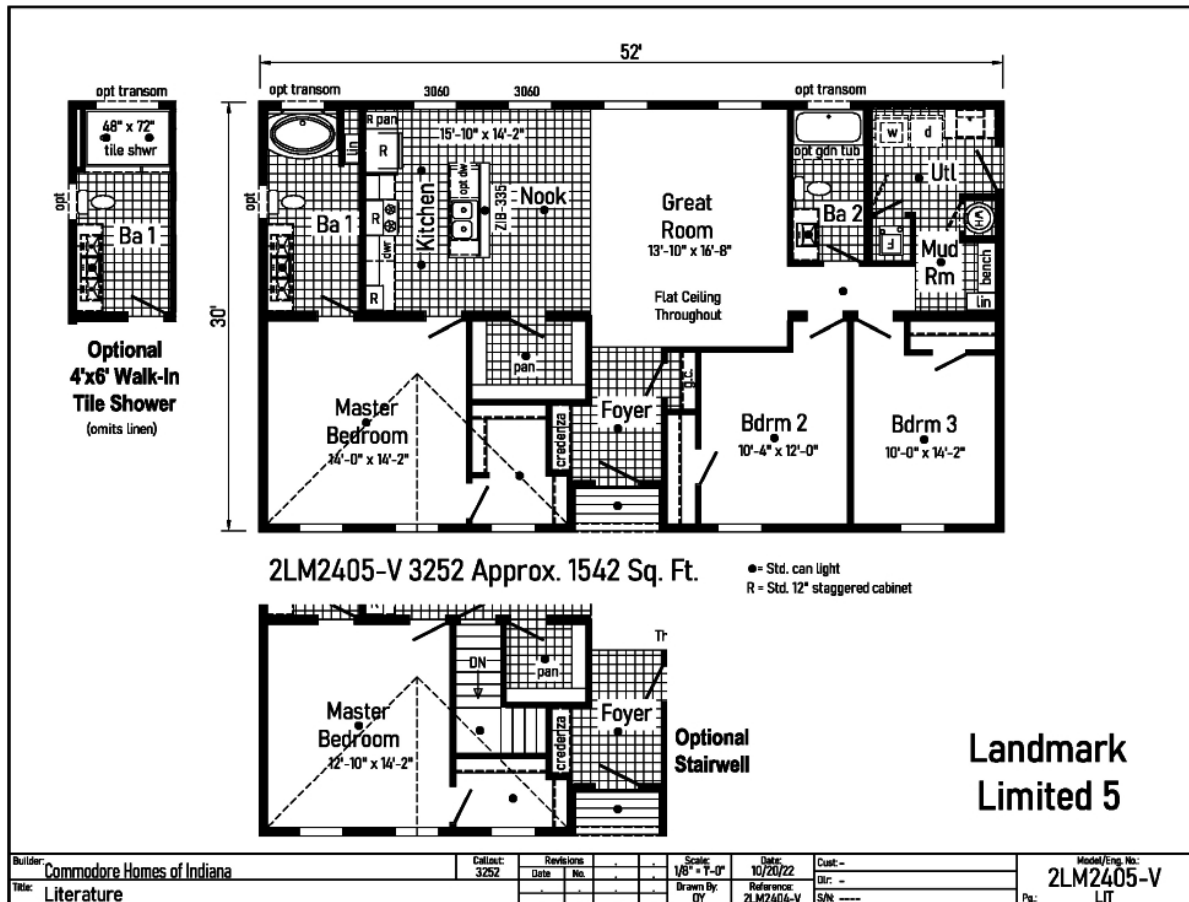 52'
opt transom
48" x 72"
tile shwr
opt
Ba 1
Optional
4'x6' Walk-In
Tile Shower
(omits linen)
30'
opt transom
3060
3060
opt transom
R pan
15'-10" x 14'-2"
lin
R
opt
Ba 1
R
Kitchen
opt dw
ZIB-335
Nook
dwr
R
Great
Room
13'-10" x 16'-8"
Flat Ceiling
Throughout
opt gdn tub
Ba 2
w
d
Utl
WH
F
Mud
Rm
bench
lin
pan
Master
Bedroom
14'-0" x 14'-2"
credenza
Foyer
g.c.
Bdrm 2
10'-4" x 12'-0"
Bdrm 3
10'-0" x 14'-2"
2LM2405-V 3252 Approx. 1542 Sq. Ft.
●= Std. can light
R = Std. 12" staggered cabinet
DN
pan
Th
Master
Bedroom
12'-10" x 14'-2"
credenza
Foyer
Optional
Stairwell
Landmark
Limited 5
Builder: Commodore Homes of Indiana
Title: Literature
Callout:
3252
Revisions
Date No.
Scale:
1/8" = 1'-0"
Drawn By:
DY
Date:
10/20/22
Reference:
2LM2404-V
Cust: -
Dlr: -
S/N: ----
Model/Eng. No.:
2LM2405-V
Pg.: LIT